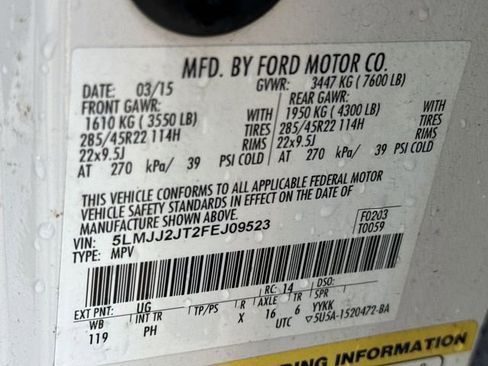 MFD. BY FORD MOTOR CO.
DATE: 03/15 GVWR: 3447 KG ( 7600 LB)
FRONT GAWR: REAR GAWR:
1610 KG ( 3550 LB) WITH 1950 KG ( 4300 LB) WITH
285/45R22 114H TIRES 285/45R22 114H TIRES
22x9.5J RIMS 22x9.5J RIMS
AT 270 kPa/ 39 PSI COLD AT 270 kPa/ 39 PSI COLD
THIS VEHICLE CONFORMS TO ALL APPLICABLE FEDERAL MOTOR
VEHICLE SAFETY STANDARDS IN EFFECT ON THE DATE OF
MANUFACTURE SHOWN ABOVE.
VIN: 5LMJJ2JT2FEJ09523 F0203
TYPE: MPV T0059
RC: 14 DSO:
EXT PNT: UG
WB INT TR TP/PS R AXLE TR SPR
119 PH X 16 6 YYKK
UTC ▽5U5A-1520472-BA
RING INFORMATION